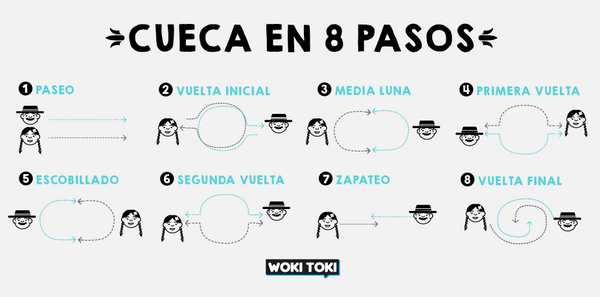 CUECA EN 8 PASOS
1 PASEO
2 VUELTA INICIAL
3 MEDIA LUNA
4 PRIMERA VUELTA
5 ESCOBILLADO
6 SEGUNDA VUELTA
7 ZAPATEO
8 VUELTA FINAL
WOKI TOKI